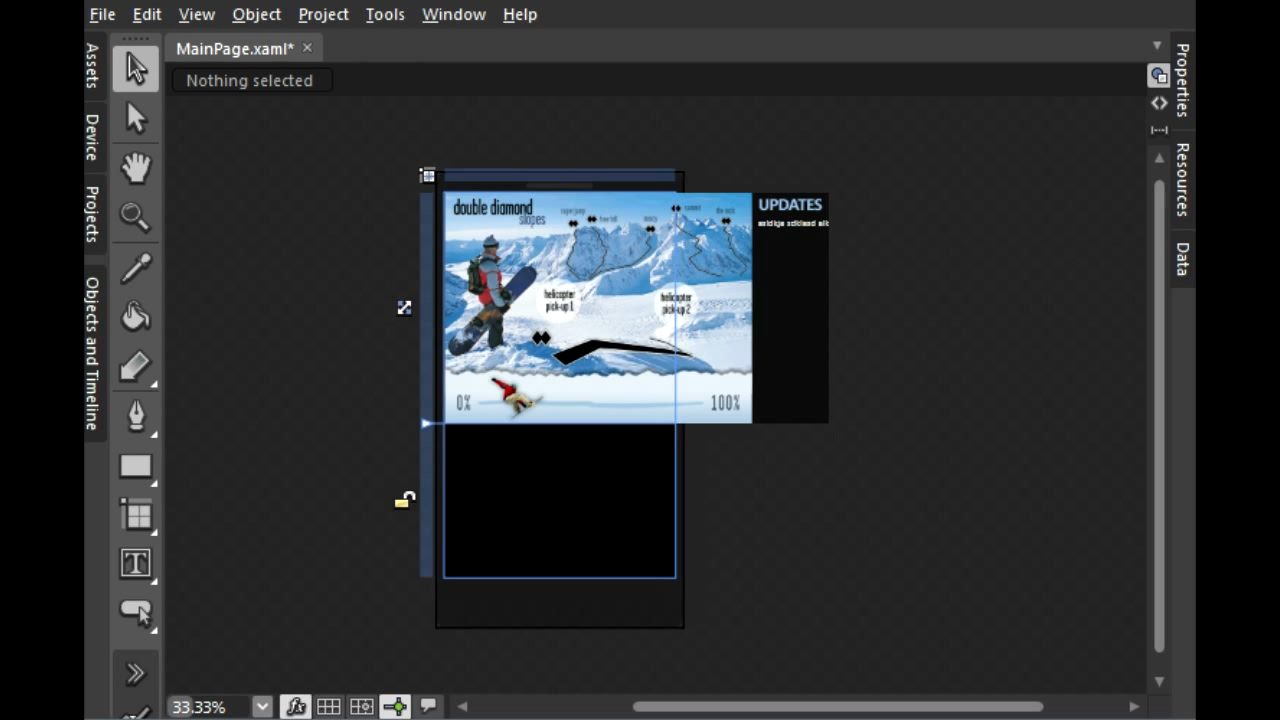 File Edit View Object Project Tools Window Help
MainPage.xaml*
Nothing selected
Assets
Device
Projects
Objects and Timeline
Properties
Resources
Data
double diamond
slopes
UPDATES
helicopter
pick-up 1
helicopter
pick-up 2
0%
100%
33.33%
fx